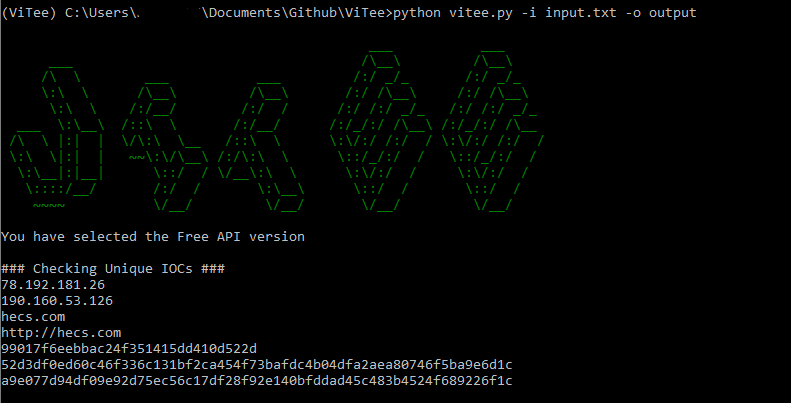 (ViTee) C:\Users\. \Documents\Github\ViTee>python vitee.py -i input.txt -o output
ViTee
You have selected the Free API version
### Checking Unique IOCs ###
78.192.181.26
190.160.53.126
hecs.com
http://hecs.com
99017f6eebbac24f351415dd410d522d
52d3df0ed60c46f336c131bf2ca454f73bafdc4b04dfa2aea80746f5ba9e6d1c
a9e077d94df09e92d75ec56c17df28f92e140bfddad45c483b4524f689226f1c